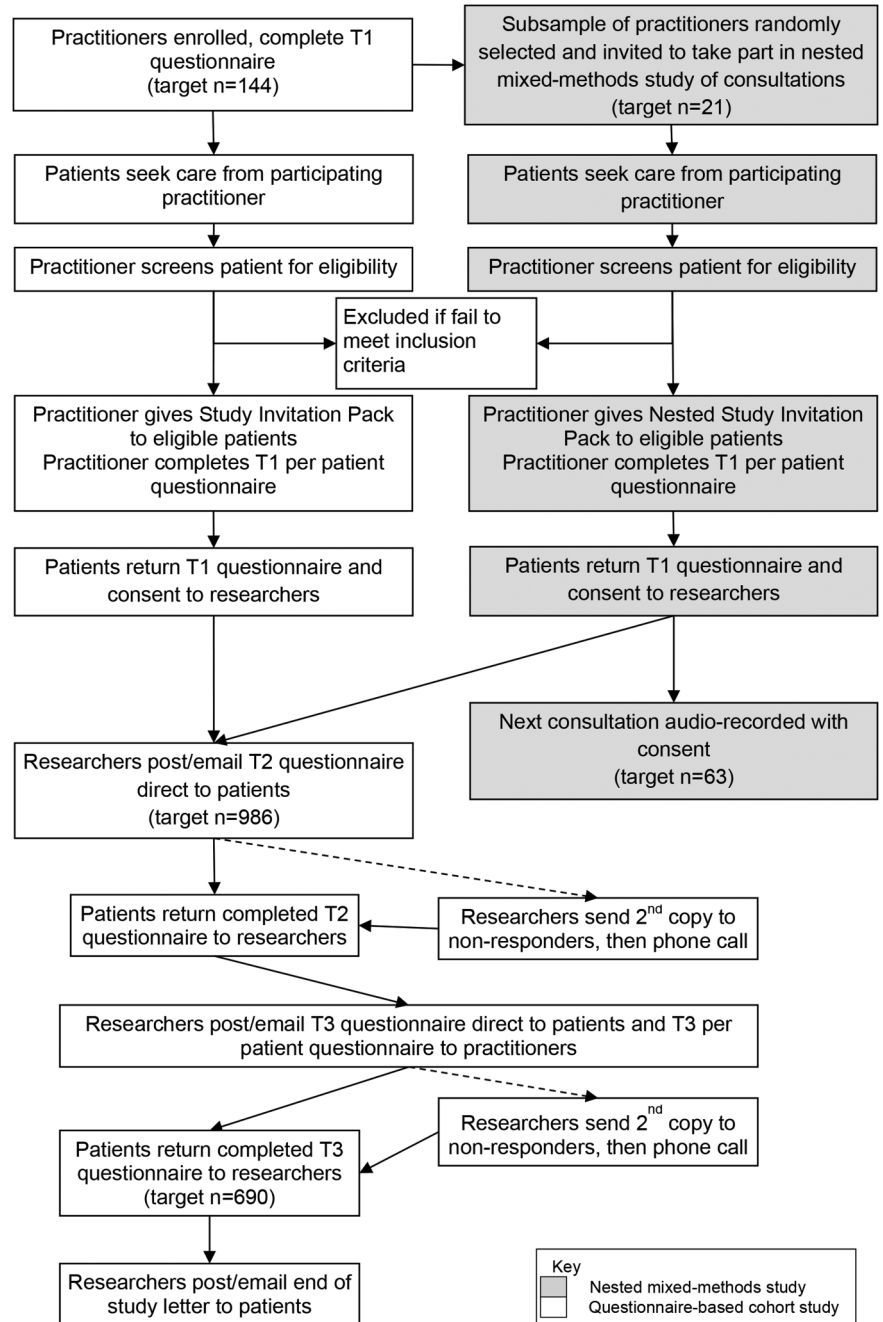 Practitioners enrolled, complete T1
questionnaire
(target n=144)
Subsample of practitioners randomly
selected and invited to take part in nested
mixed-methods study of consultations
(target n=21)
Patients seek care from participating
practitioner
Patients seek care from participating
practitioner
Practitioner screens patient for eligibility
Practitioner screens patient for eligibility
Excluded if fail to
meet inclusion
criteria
Practitioner gives Study Invitation Pack
to eligible patients
Practitioner completes T1 per patient
questionnaire
Practitioner gives Nested Study Invitation
Pack to eligible patients
Practitioner completes T1 per patient
questionnaire
Patients return T1 questionnaire and
consent to researchers
Patients return T1 questionnaire and
consent to researchers
Next consultation audio-recorded with
consent
(target n=63)
Researchers post/email T2 questionnaire
direct to patients
(target n=986)
Patients return completed T2
questionnaire to researchers
Researchers send 2nd copy to
non-responders, then phone call
Researchers post/email T3 questionnaire direct to patients and T3 per
patient questionnaire to practitioners
Researchers send 2nd copy to
non-responders, then phone call
Patients return completed T3
questionnaire to researchers
(target n=690)
Researchers post/email end of
study letter to patients
Key
Nested mixed-methods study
Questionnaire-based cohort study